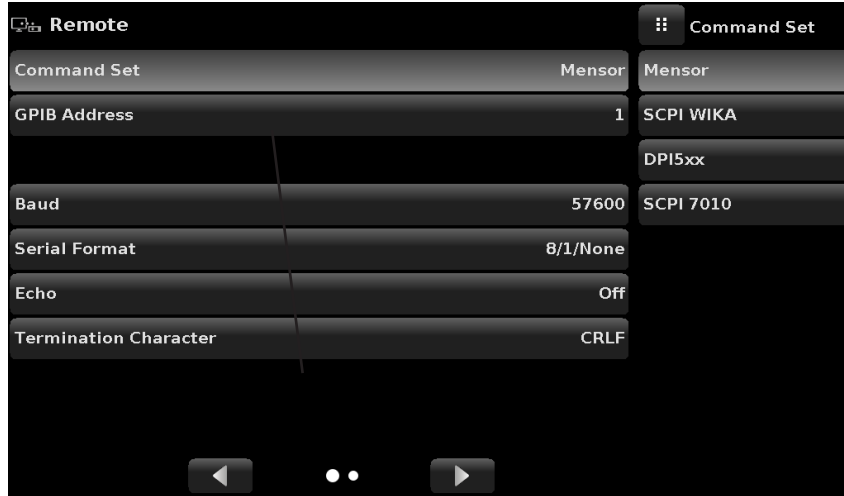 Remote
Command Set Mensor
GPIB Address 1
Baud 57600
Serial Format 8/1/None
Echo Off
Termination Character CRLF
Command Set
Mensor
SCPI WIKA
DPI5xx
SCPI 7010